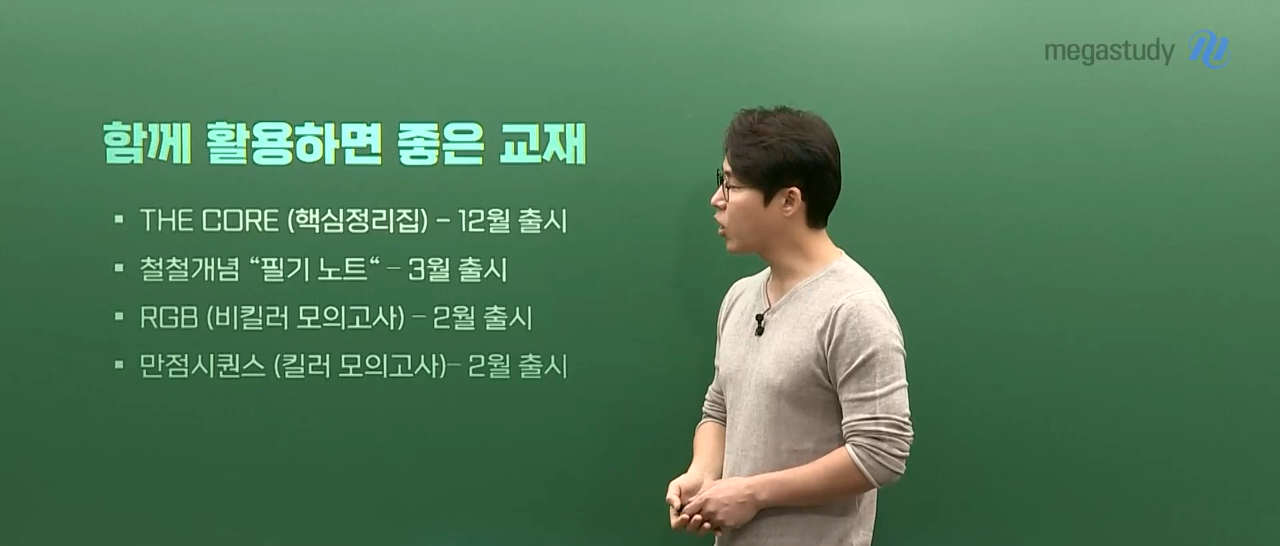 megastudy M
함께 활용하면 좋은 교재
▪ THE CORE (핵심정리집) - 12월 출시
▪ 철철개념 “필기 노트“ - 3월 출시
▪ RGB (비킬러 모의고사) - 2월 출시
▪ 만점시퀀스 (킬러 모의고사)- 2월 출시